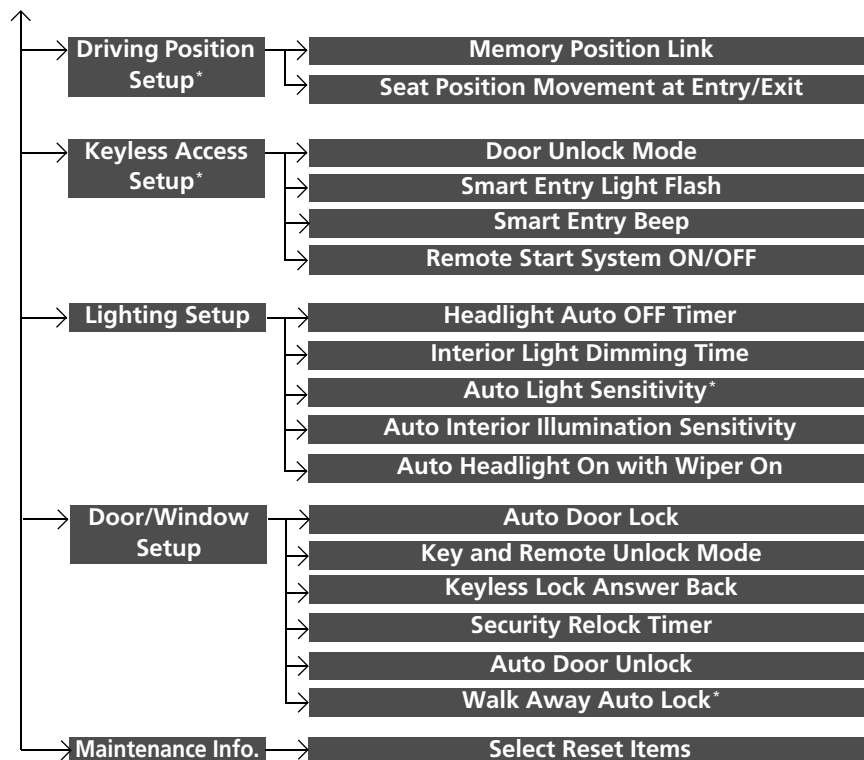 Driving Position
Setup*
Memory Position Link
Seat Position Movement at Entry/Exit
Keyless Access
Setup*
Door Unlock Mode
Smart Entry Light Flash
Smart Entry Beep
Remote Start System ON/OFF
Lighting Setup
Headlight Auto OFF Timer
Interior Light Dimming Time
Auto Light Sensitivity*
Auto Interior Illumination Sensitivity
Auto Headlight On with Wiper On
Door/Window
Setup
Auto Door Lock
Key and Remote Unlock Mode
Keyless Lock Answer Back
Security Relock Timer
Auto Door Unlock
Walk Away Auto Lock*
Maintenance Info.
Select Reset Items